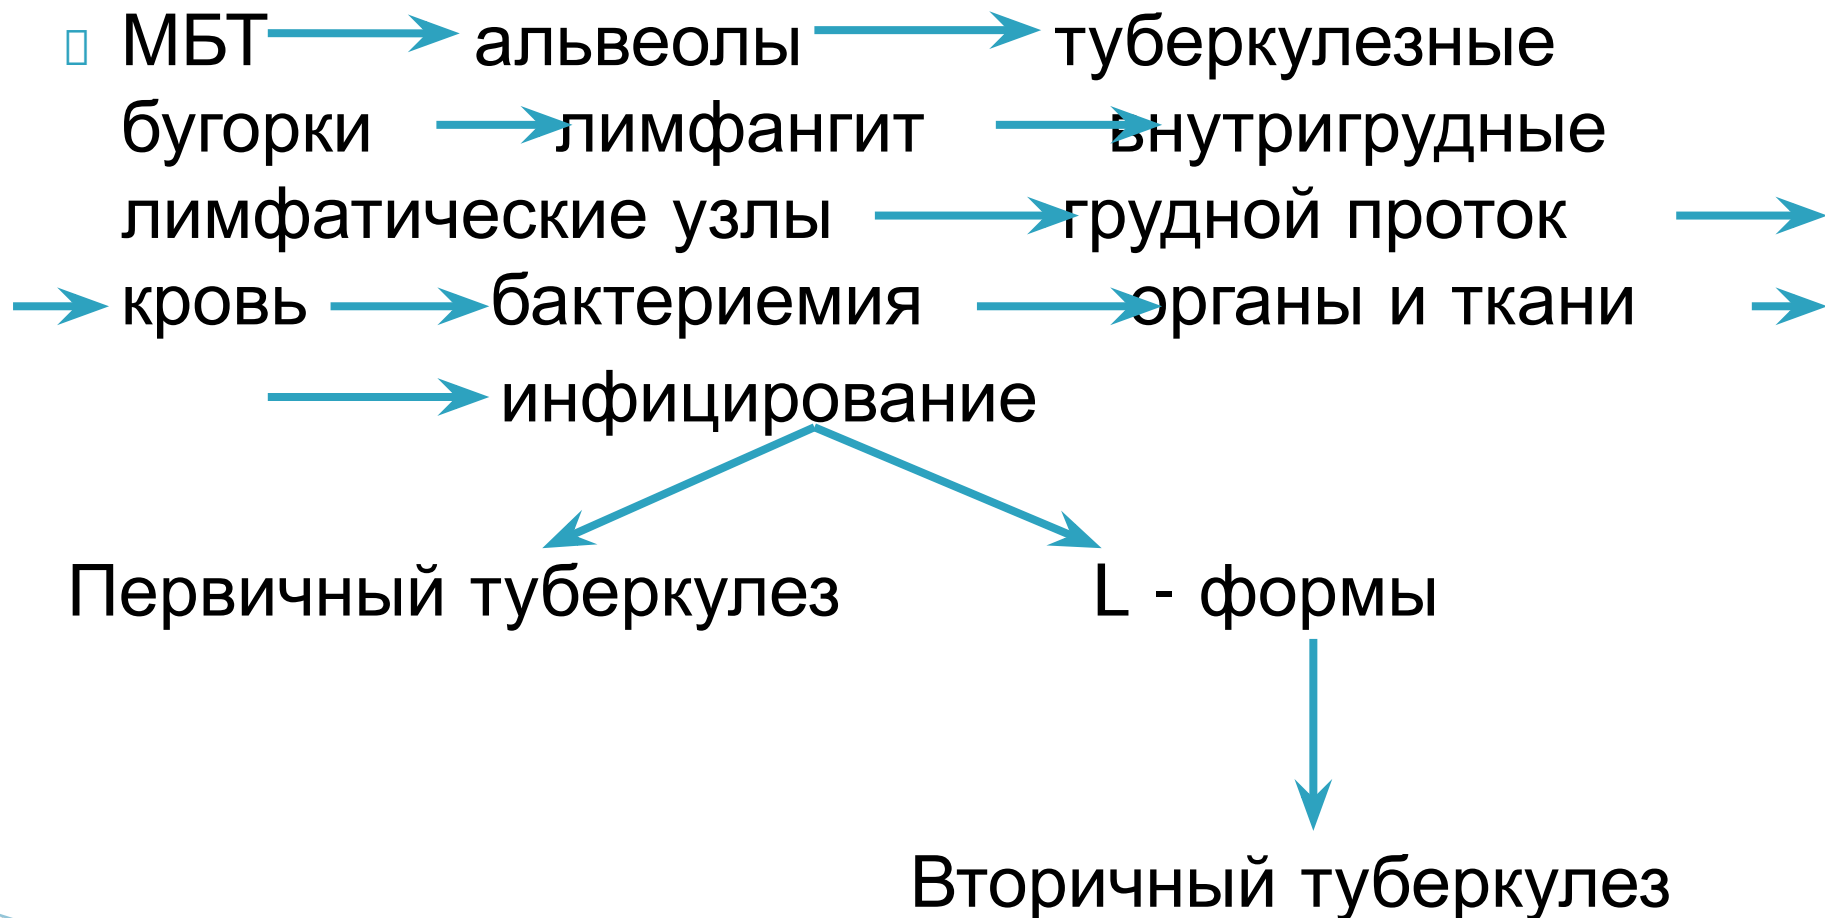 МБТ альвеолы туберкулезные
бугорки лимфангит внутригрудные
лимфатические узлы грудной проток
кровь бактериемия органы и ткани
инфицирование
Первичный туберкулез L - формы
Вторичный туберкулез